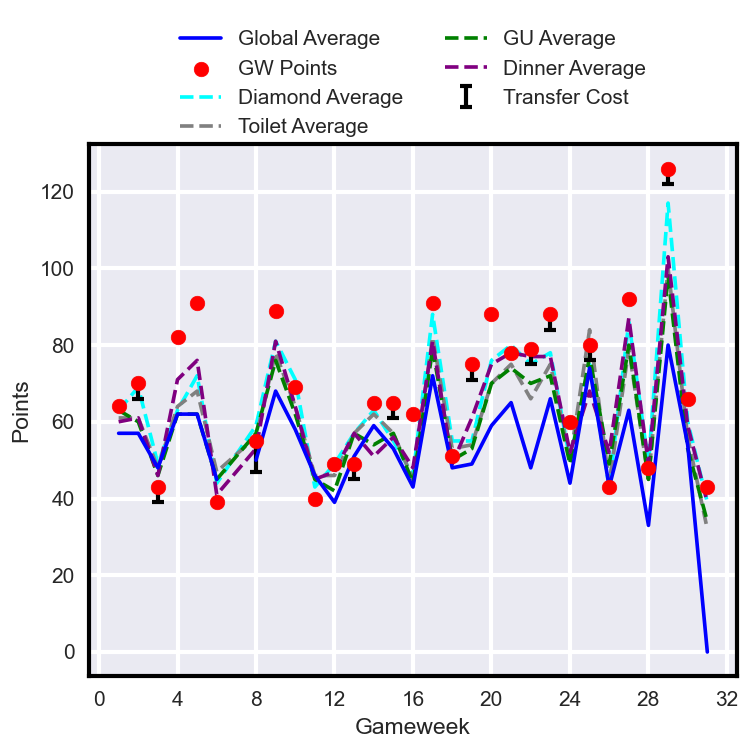 Global Average
GW Points
Diamond Average
Toilet Average
GU Average
Dinner Average
Transfer Cost
120
100
80
60
40
20
0
Points
0 4 8 12 16 20 24 28 32
Gameweek